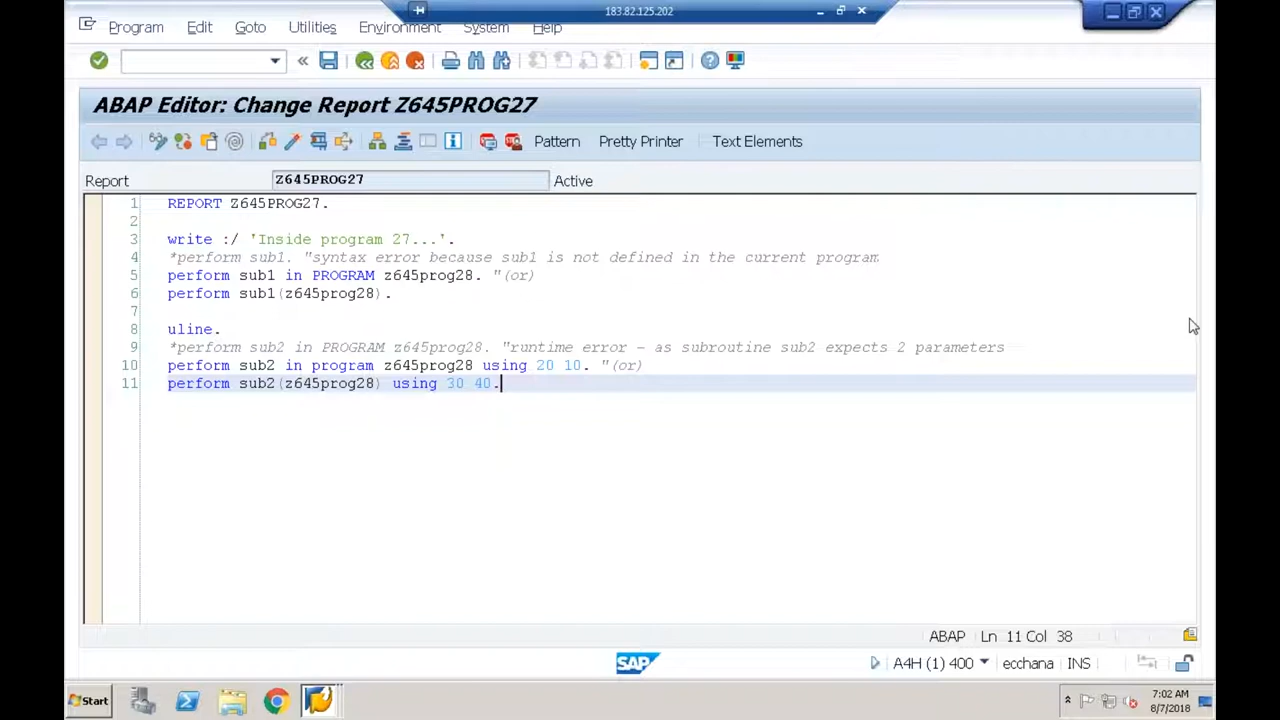 183.82.125.202
Program Edit Goto Utilities Environment System Help
ABAP Editor: Change Report Z645PROG27
Pattern Pretty Printer Text Elements
Report Z645PROG27 Active
1 REPORT Z645PROG27.
2
3 write :/ 'Inside program 27...'.
4 *perform sub1. "syntax error because sub1 is not defined in the current program
5 perform sub1 in PROGRAM z645prog28. "(or)
6 perform sub1(z645prog28).
7
8 uline.
9 *perform sub2 in PROGRAM z645prog28. "runtime error - as subroutine sub2 expects 2 parameters
10 perform sub2 in program z645prog28 using 20 10. "(or)
11 perform sub2(z645prog28) using 30 40.
ABAP Ln 11 Col 38
SAP A4H (1) 400 ecchana INS
Start 7:02 AM
8/7/2018